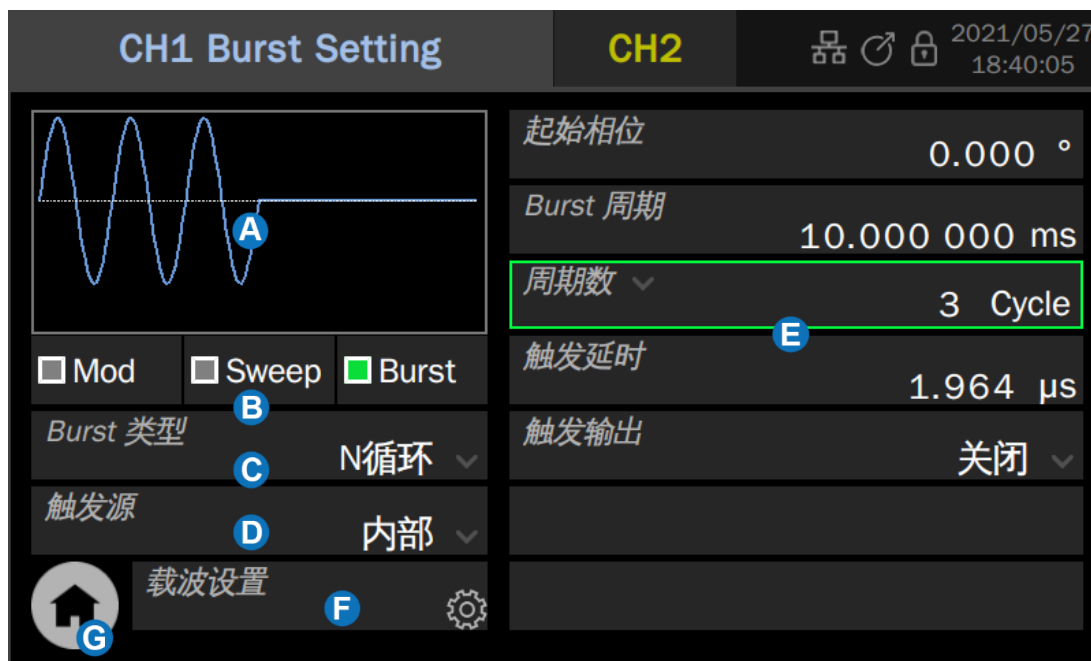 CH1 Burst Setting
CH2
2021/05/27
18:40:05
A
Mod
Sweep
Burst
B
Burst 类型
N循环
C
触发源
内部
D
载波设置
F
G
起始相位
0.000 °
Burst 周期
10.000 000 ms
周期数
3 Cycle
E
触发延时
1.964 µs
触发输出
关闭